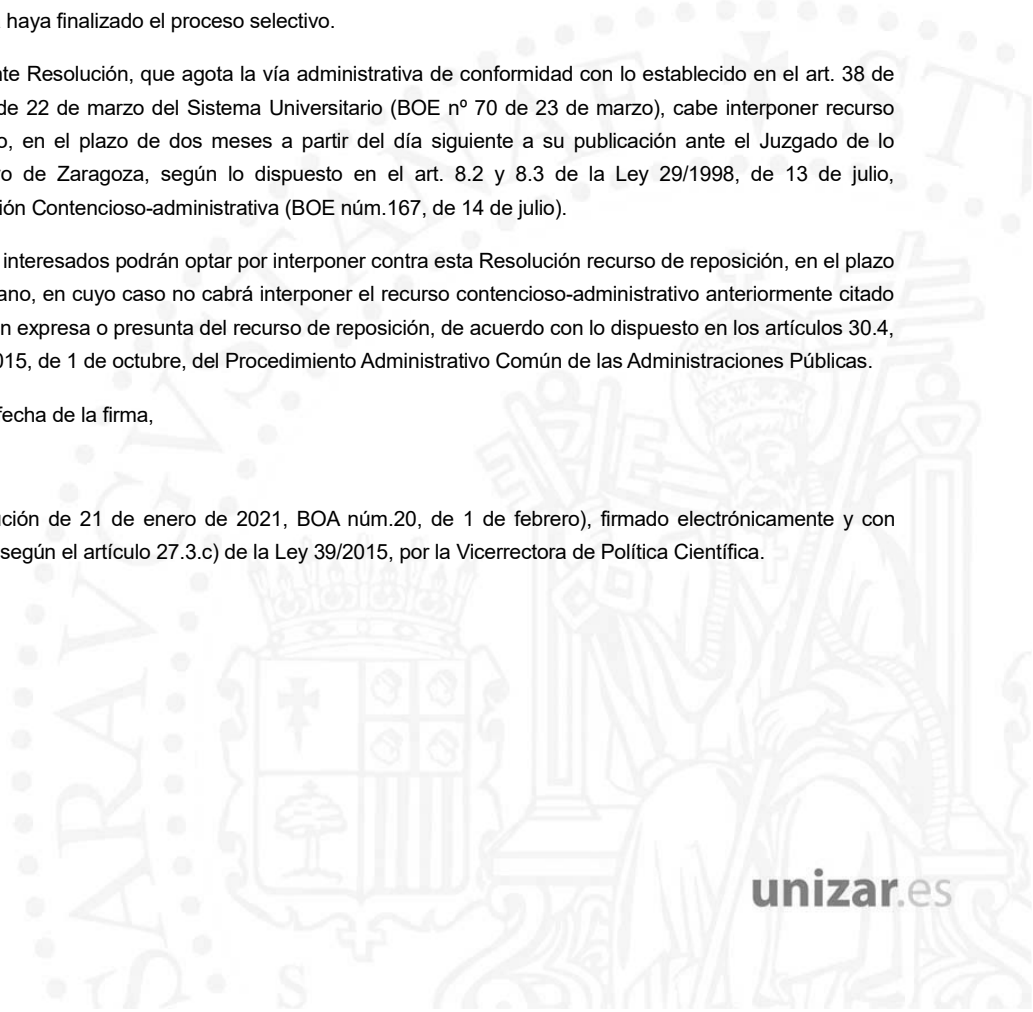 haya finalizado el proceso selectivo.
nte Resolución, que agota la vía administrativa de conformidad con lo establecido en el art. 38 de
de 22 de marzo del Sistema Universitario (BOE nº 70 de 23 de marzo), cabe interponer recurso
o, en el plazo de dos meses a partir del día siguiente a su publicación ante el Juzgado de lo
vo de Zaragoza, según lo dispuesto en el art. 8.2 y 8.3 de la Ley 29/1998, de 13 de julio,
ión Contencioso-administrativa (BOE núm.167, de 14 de julio).
interesados podrán optar por interponer contra esta Resolución recurso de reposición, en el plazo
ano, en cuyo caso no cabrá interponer el recurso contencioso-administrativo anteriormente citado
n expresa o presunta del recurso de reposición, de acuerdo con lo dispuesto en los artículos 30.4,
015, de 1 de octubre, del Procedimiento Administrativo Común de las Administraciones Públicas.
fecha de la firma,
ución de 21 de enero de 2021, BOA núm.20, de 1 de febrero), firmado electrónicamente y con
según el artículo 27.3.c) de la Ley 39/2015, por la Vicerrectora de Política Científica.
unizar.es